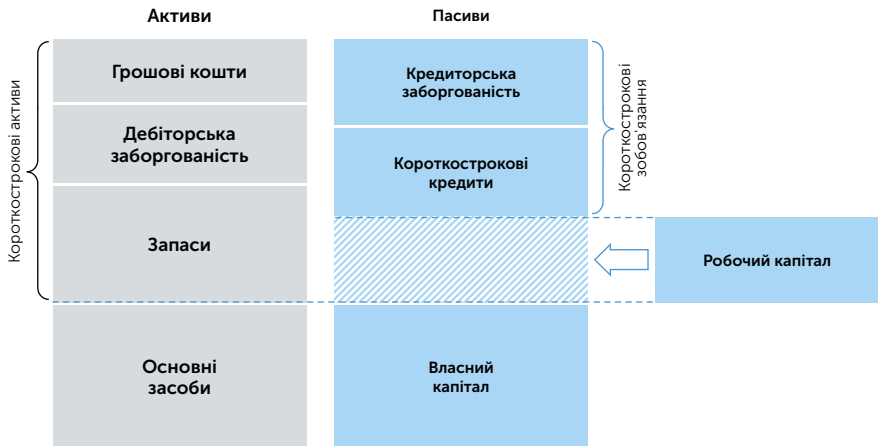 Активи
Пасиви
Короткострокові активи
Грошові кошти
Дебіторська
заборгованість
Запаси
Основні
засоби
Кредиторська
заборгованість
Короткострокові
кредити
Власний
капітал
Короткострокові
зобов'язання
Робочий капітал